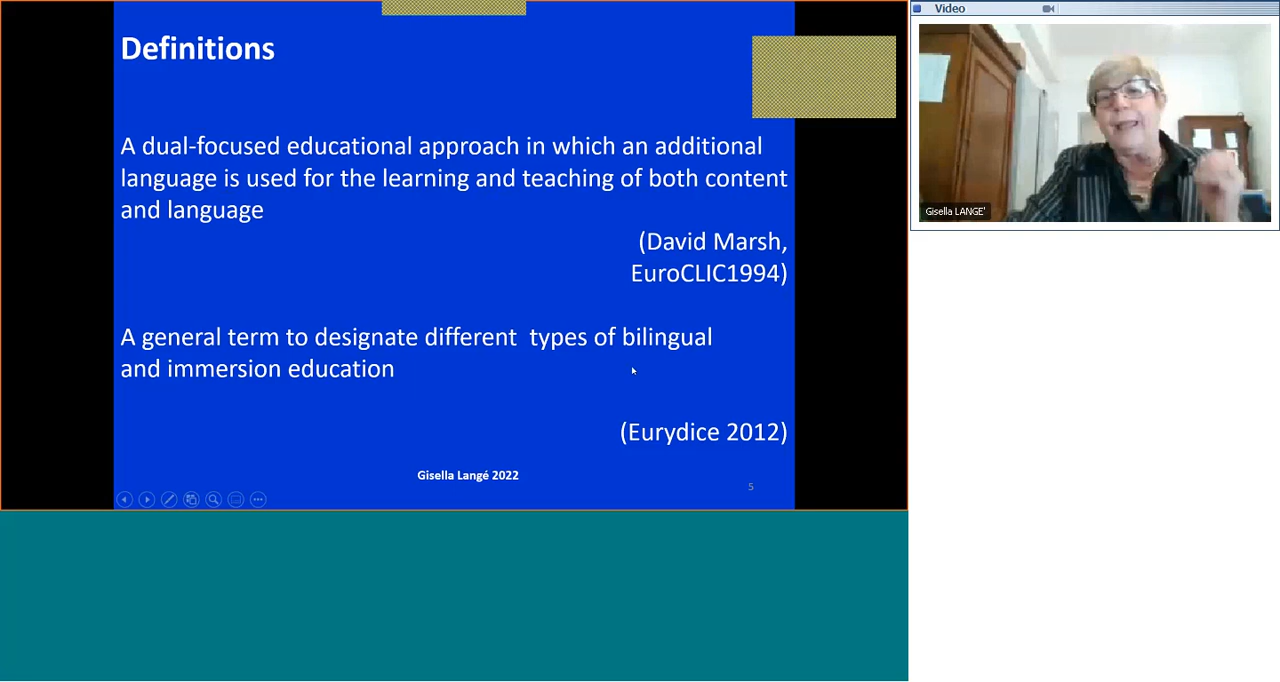 Definitions
A dual-focused educational approach in which an additional
language is used for the learning and teaching of both content
and language
(David Marsh,
EuroCLIC1994)
A general term to designate different  types of bilingual
and immersion education
(Eurydice 2012)
Gisella Langé 2022
5
Video
Gisella LANGE'